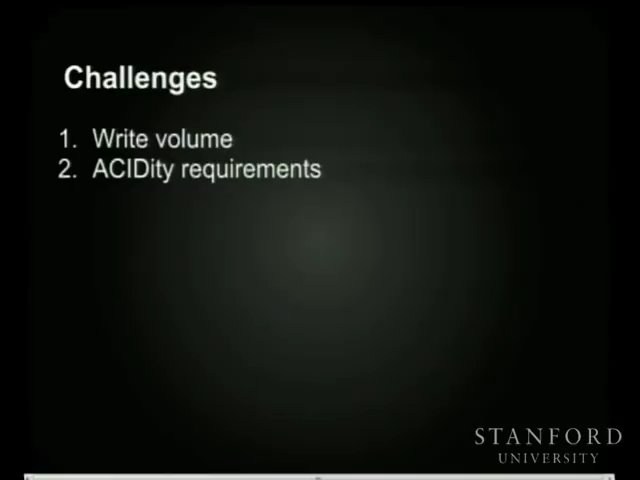 Challenges
1. Write volume
2. ACIDity requirements
STANFORD
UNIVERSITY